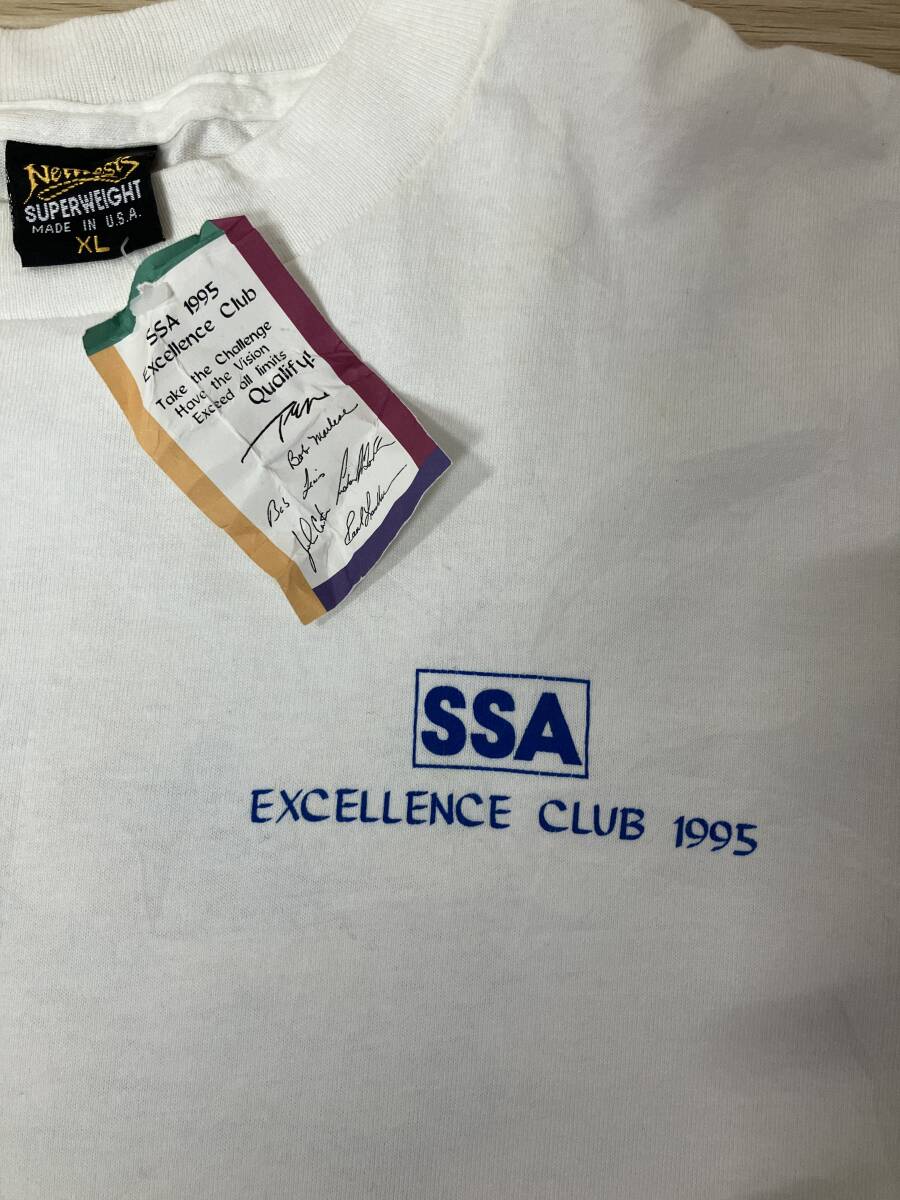 Nemesis
SUPERWEIGHT
MADE IN U.S.A.
XL
SSA 1995
Excellence Club
Take the Challenge
Have the Vision
Exceed all limits
Qualify!
Bob
SSA
EXCELLENCE CLUB 1995